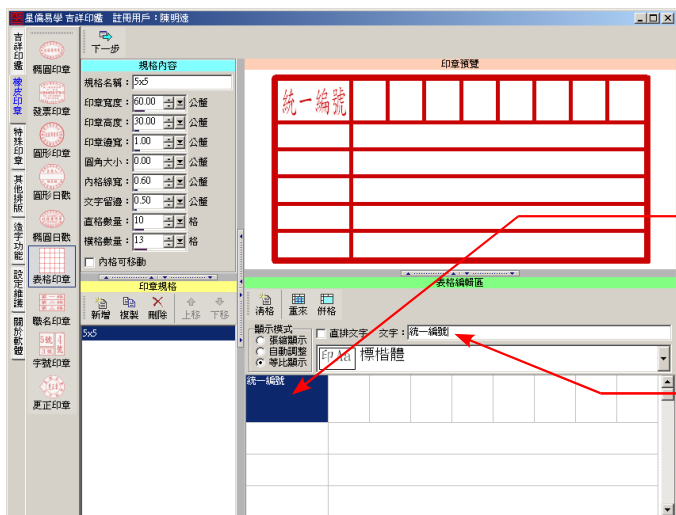 星僑易學 吉祥印鑑 註冊用戶：陳明遠
吉祥印鑑
橡皮印章
特殊印章
其他排版
造字功能
設定維護
關於軟體
橢圓印章
發票印章
圓形印章
圓形日戳
橢圓日戳
表格印章
職名印章
字號印章
更正印章
下一步
規格內容
規格名稱：5x5
印章寬度：60.00 公釐
印章高度：30.00 公釐
印章邊寬：1.00 公釐
圓角大小：0.00 公釐
內格線寬：0.60 公釐
文字留邊：0.50 公釐
直格數量：10 格
橫格數量：13 格
內格可移動
印章規格
新增 複製 刪除 上移 下移
5x5
印章預覽
統一編號
表格編輯區
清格 重來 併格
顯示模式
張縮顯示
自動調整
等比顯示
直排文字 文字：統一編號
印Aa 標楷體
統一編號